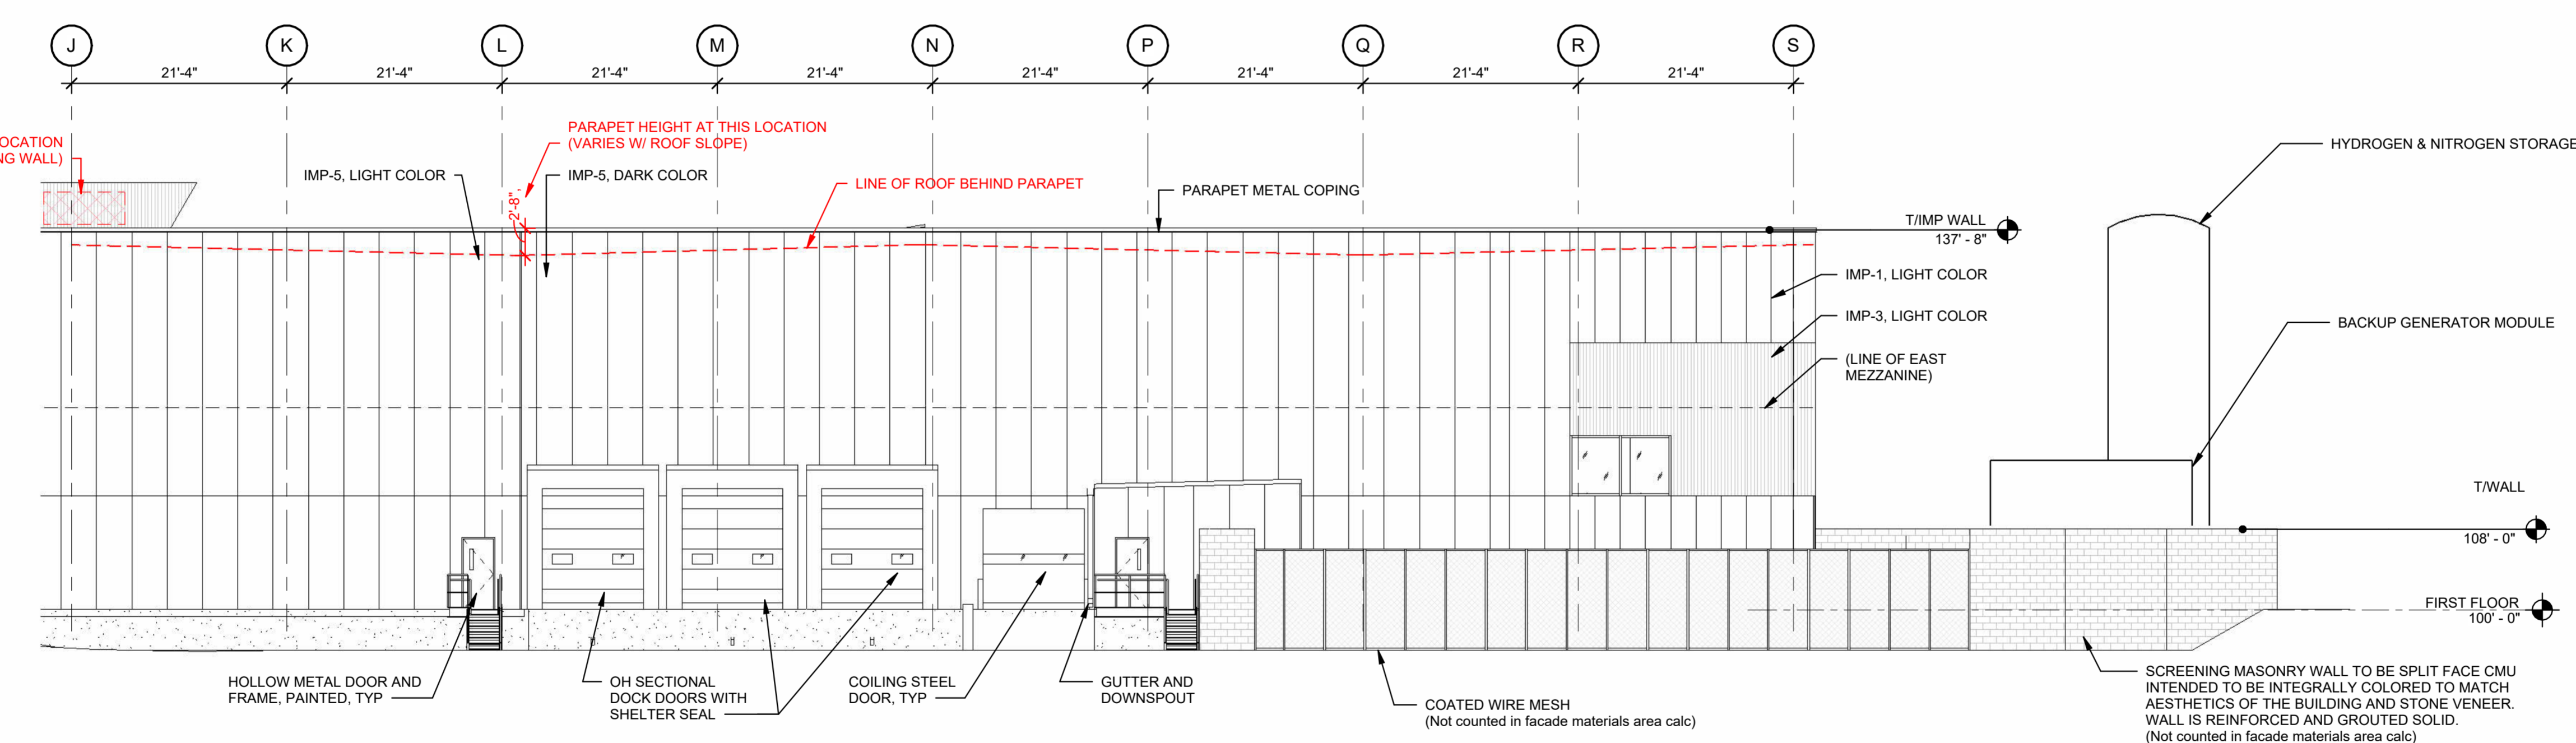 J K L M N P Q R S
21'-4" 21'-4" 21'-4" 21'-4" 21'-4" 21'-4" 21'-4" 21'-4"
OCATION
NG WALL)
PARAPET HEIGHT AT THIS LOCATION
(VARIES W/ ROOF SLOPE)
HYDROGEN & NITROGEN STORAGE
IMP-5, LIGHT COLOR
IMP-5, DARK COLOR
LINE OF ROOF BEHIND PARAPET
PARAPET METAL COPING
2'-8"
T/IMP WALL
137' - 8"
IMP-1, LIGHT COLOR
IMP-3, LIGHT COLOR
BACKUP GENERATOR MODULE
(LINE OF EAST
MEZZANINE)
T/WALL
108' - 0"
FIRST FLOOR
100' - 0"
HOLLOW METAL DOOR AND
FRAME, PAINTED, TYP
OH SECTIONAL
DOCK DOORS WITH
SHELTER SEAL
COILING STEEL
DOOR, TYP
GUTTER AND
DOWNSPOUT
COATED WIRE MESH
(Not counted in facade materials area calc)
SCREENING MASONRY WALL TO BE SPLIT FACE CMU
INTENDED TO BE INTEGRALLY COLORED TO MATCH
AESTHETICS OF THE BUILDING AND STONE VENEER.
WALL IS REINFORCED AND GROUTED SOLID.
(Not counted in facade materials area calc)